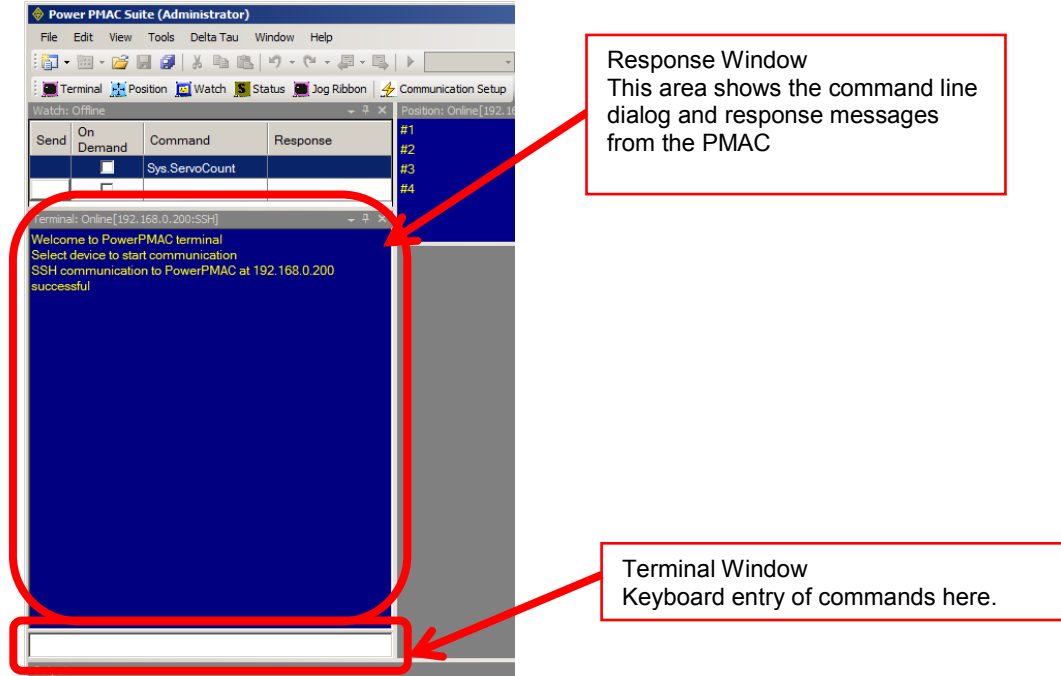 Power PMAC Suite (Administrator)
File Edit View Tools Delta Tau Window Help
Terminal Position Watch Status Jog Ribbon Communication Setup
Watch: Offline
Position: Online[192.16
Send On Demand Command Response
Sys.ServoCount
#1
#2
#3
#4
Terminal: Online[192.168.0.200:SSH]
Welcome to PowerPMAC terminal
Select device to start communication
SSH communication to PowerPMAC at 192.168.0.200
successful
Response Window
This area shows the command line
dialog and response messages
from the PMAC
Terminal Window
Keyboard entry of commands here.